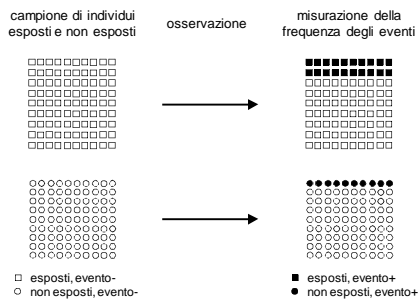 campione di individui
esposti e non esposti
osservazione
misurazione della
frequenza degli eventi
esposti, evento-
non esposti, evento-
esposti, evento+
non esposti, evento+